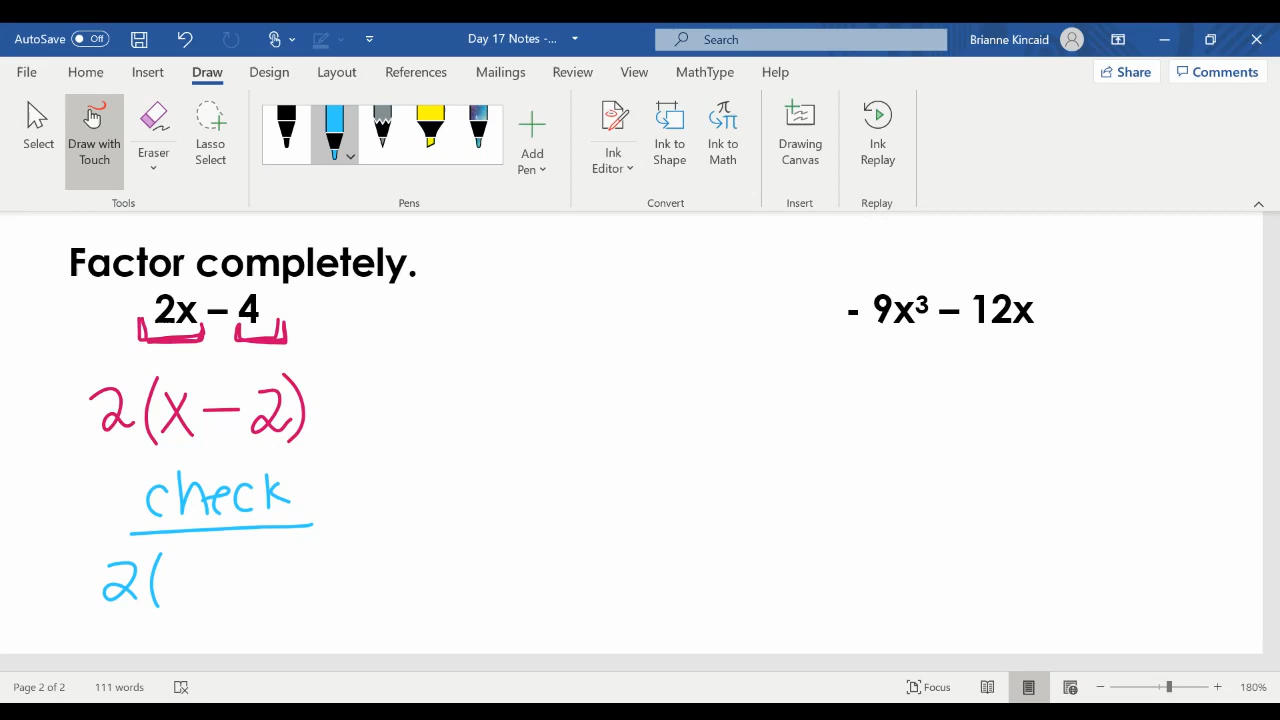 AutoSave Off Day 17 Notes -... Search Brianne Kincaid
File Home Insert Draw Design Layout References Mailings Review View MathType Help Share Comments
Select
Draw with Touch
Eraser
Lasso Select
Add Pen
Ink Editor
Ink to Shape
Ink to Math
Drawing Canvas
Ink Replay
Tools Pens Convert Insert Replay
Factor completely.
2x – 4
- 9x³ – 12x
2(x – 2)
check
2(
Page 2 of 2 111 words Focus 180%